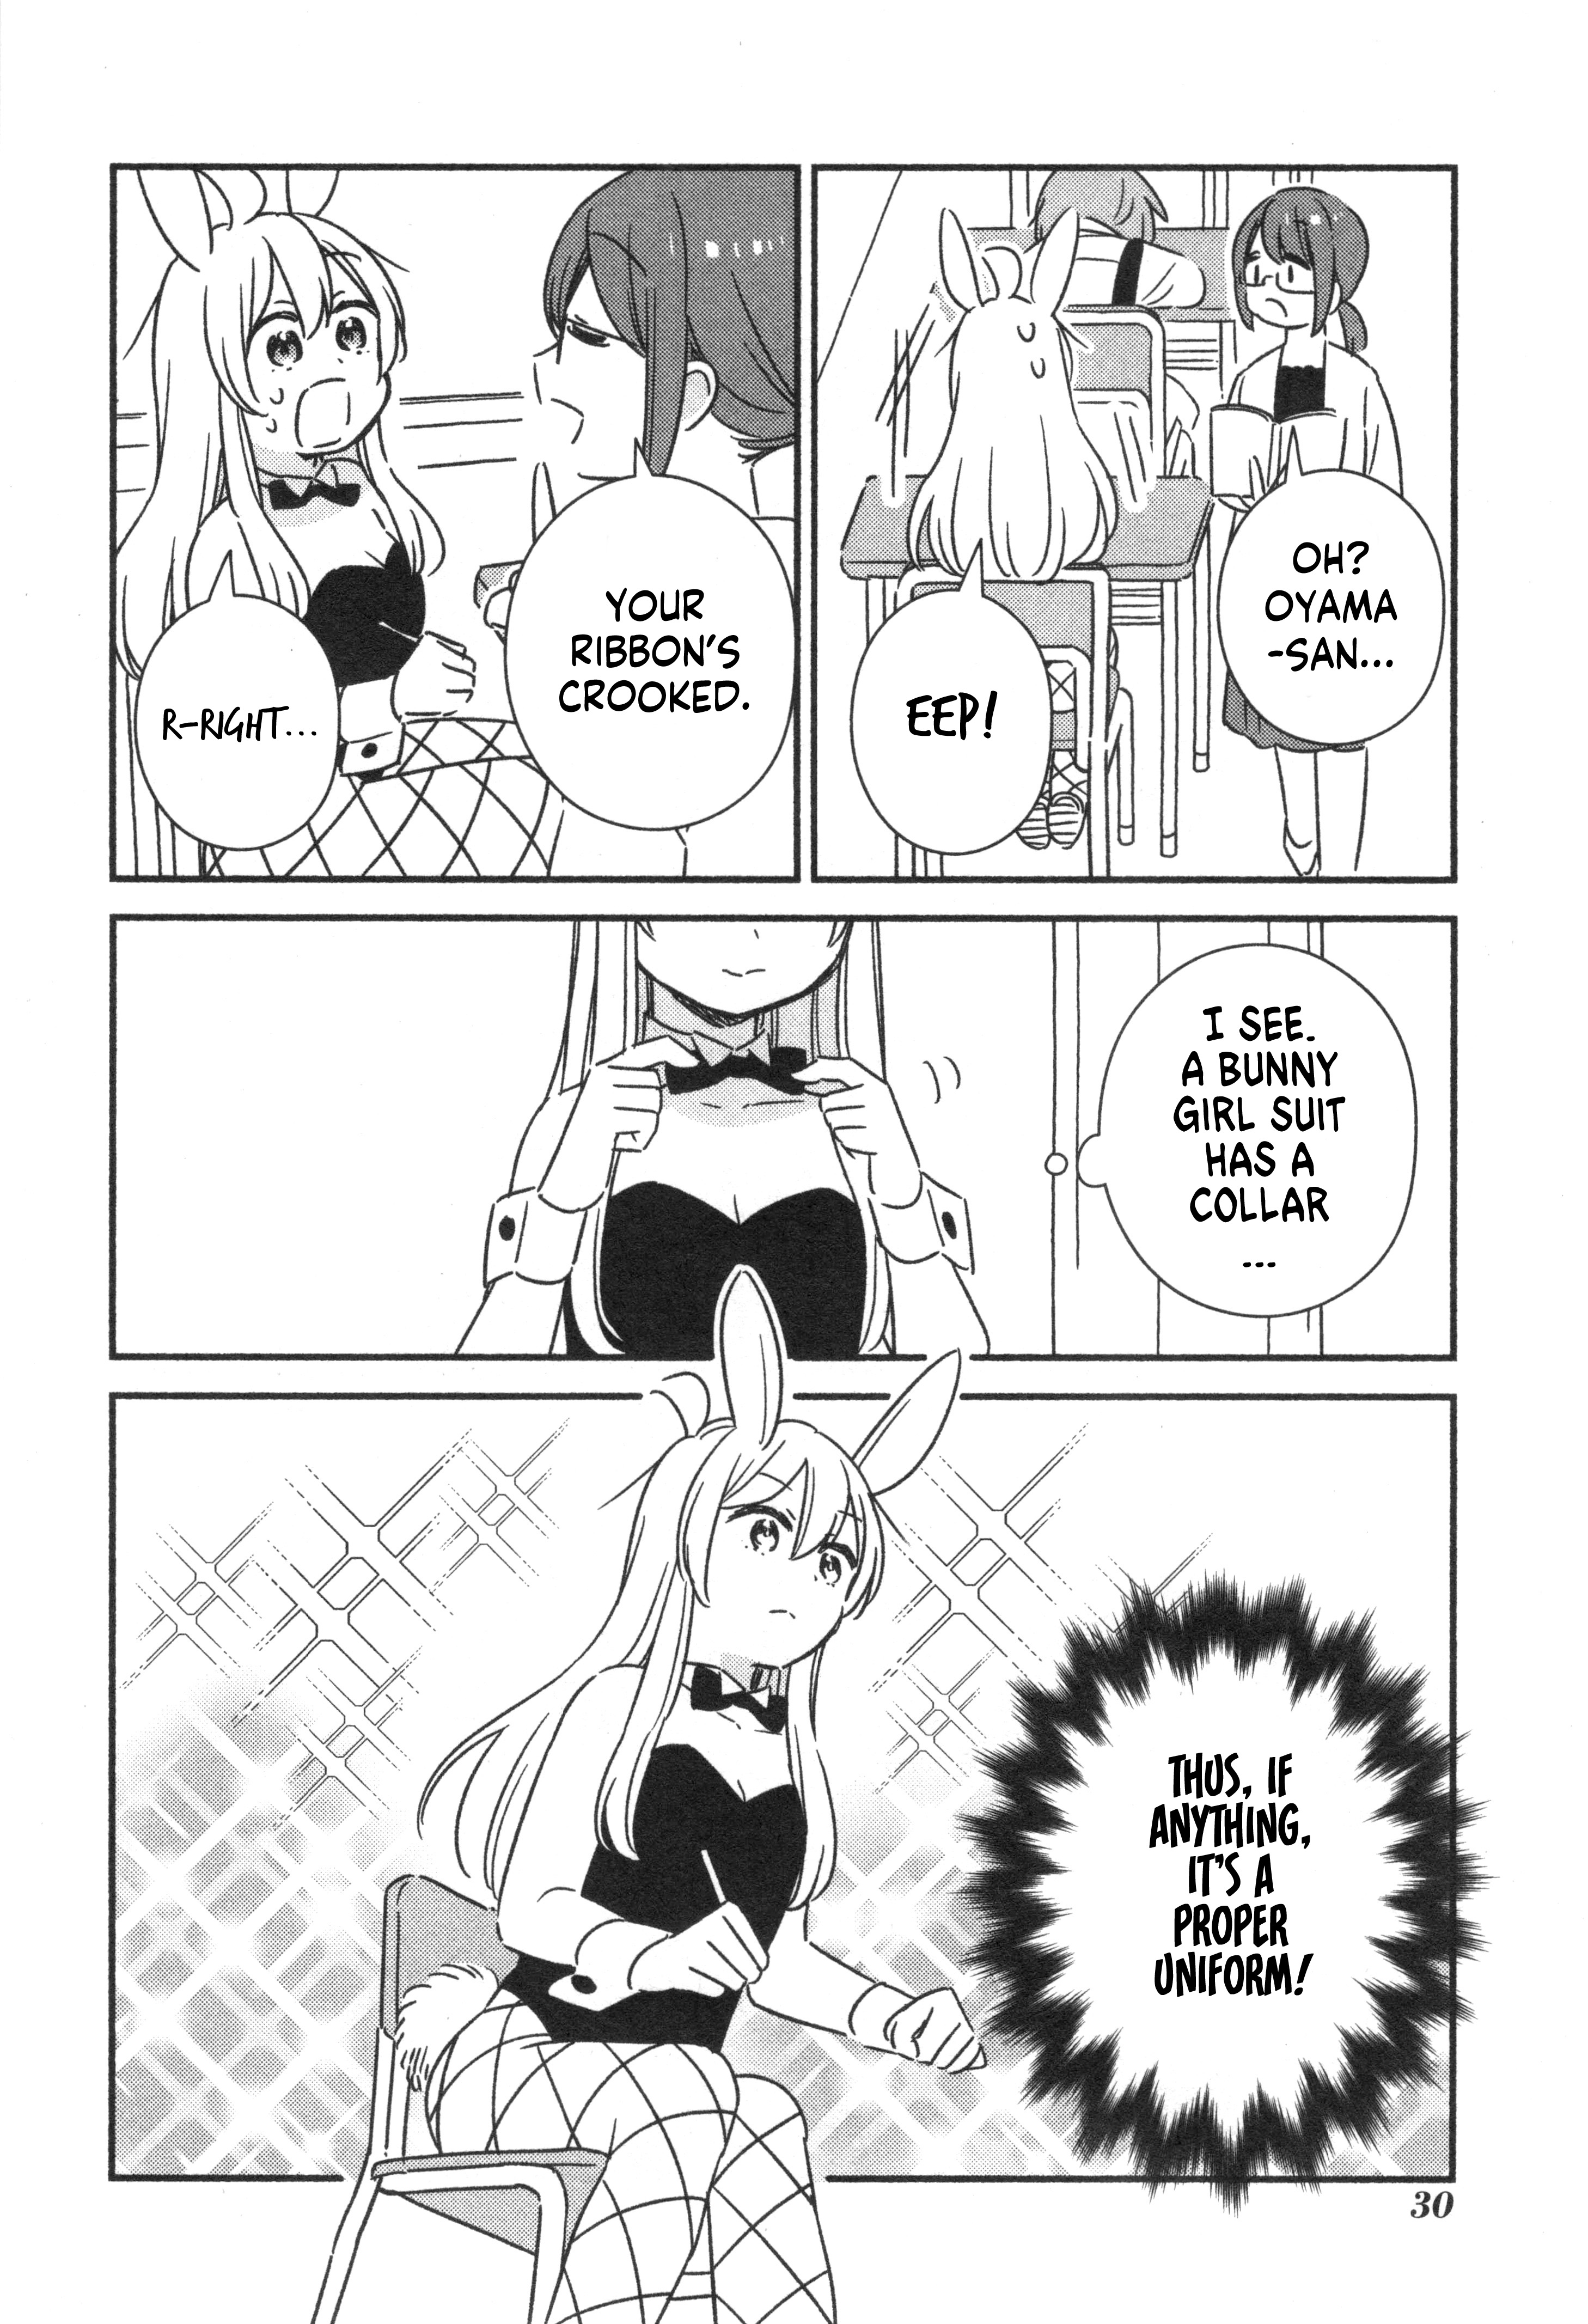 OH?
OYAMA
-SAN...
EEP!
YOUR
RIBBON'S
CROOKED.
R-RIGHT...
I SEE.
A BUNNY
GIRL SUIT
HAS A
COLLAR
...
THUS, IF
ANYTHING,
IT'S A
PROPER
UNIFORM!
30